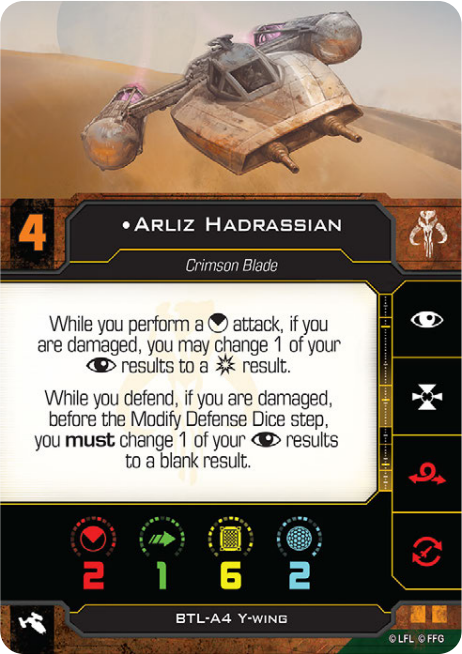 4
•Arliz Hadrassian
Crimson Blade
While you perform a attack, if you
are damaged, you may change 1 of your
results to a result.
While you defend, if you are damaged,
before the Modify Defense Dice step,
you must change 1 of your results
to a blank result.
2 1 6 2
BTL-A4 Y-wing
© LFL © FFG